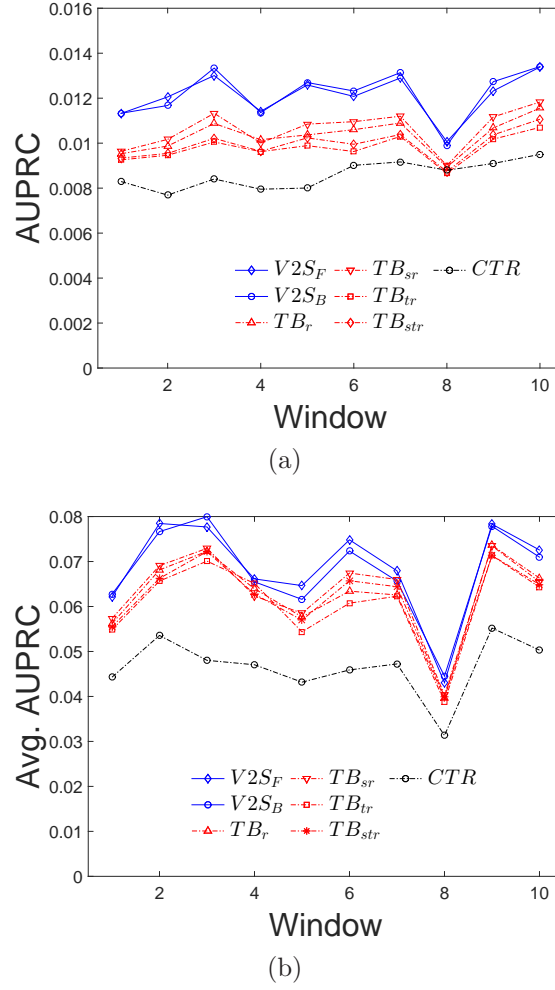 0.016
0.014
0.012
0.01
0.008
0.006
0.004
0.002
0
AUPRC
V2S_F TB_sr CTR
V2S_B TB_tr
TB_r TB_str
2 4 6 8 10
Window
(a)
0.08
0.07
0.06
0.05
0.04
0.03
0.02
0.01
0
Avg. AUPRC
V2S_F TB_sr CTR
V2S_B TB_tr
TB_r TB_str
2 4 6 8 10
Window
(b)